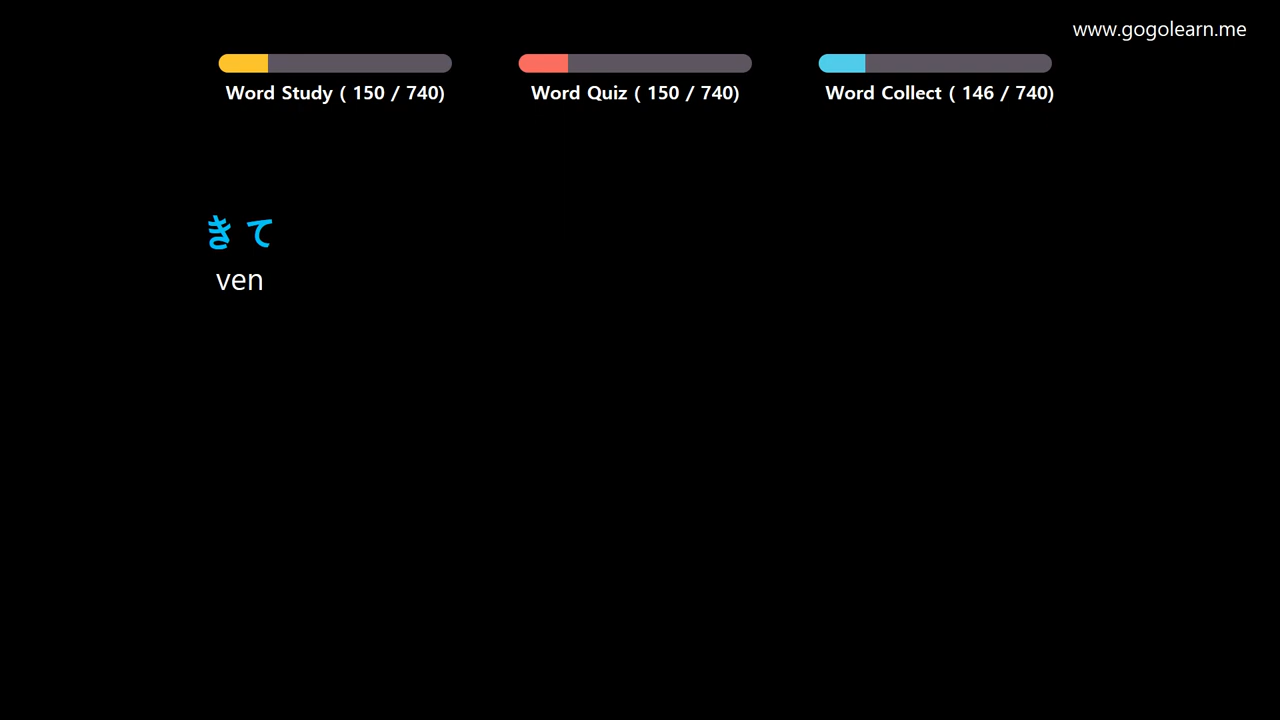 www.gogolearn.me
Word Study ( 150 / 740)
Word Quiz ( 150 / 740)
Word Collect ( 146 / 740)
きて
ven